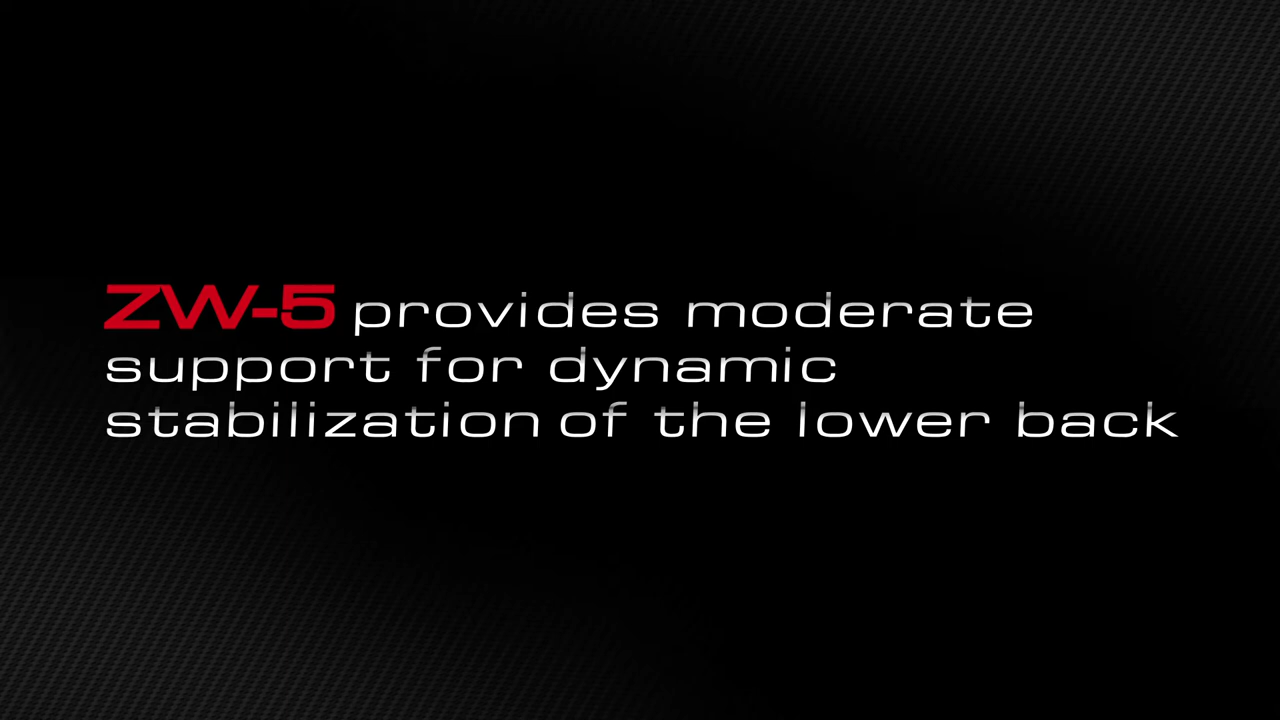 ZW-5 provides moderate
support for dynamic
stabilization of the lower back